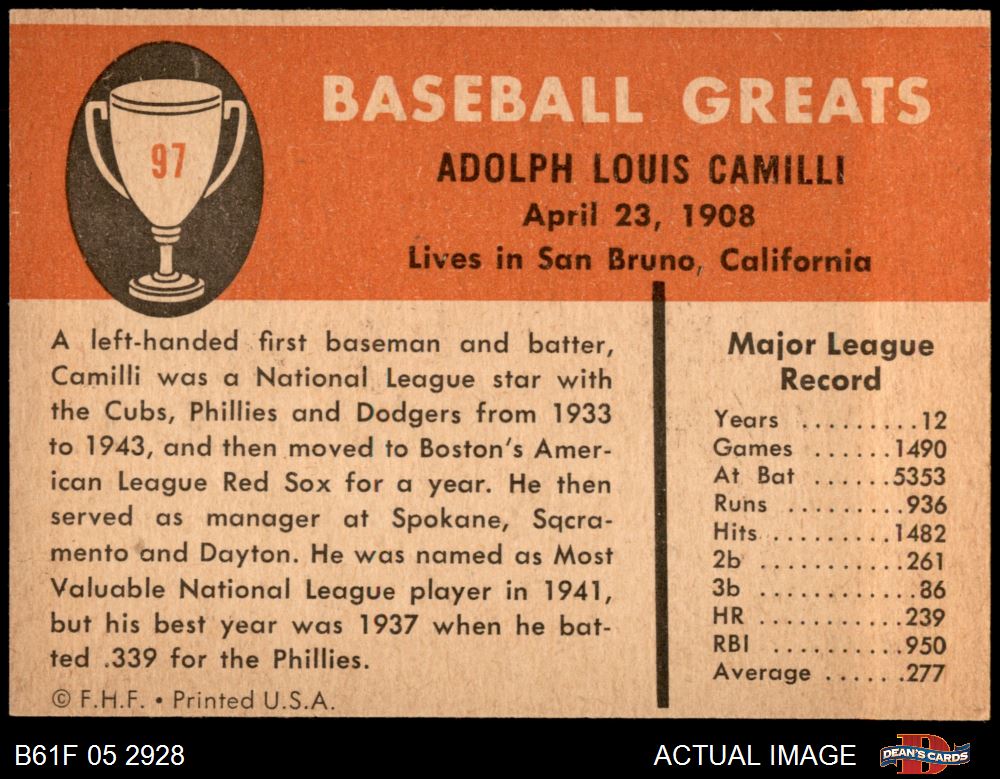 97
BASEBALL GREATS
ADOLPH LOUIS CAMILLI
April 23, 1908
Lives in San Bruno, California
A left-handed first baseman and batter,
Camilli was a National League star with
the Cubs, Phillies and Dodgers from 1933
to 1943, and then moved to Boston's Amer-
ican League Red Sox for a year. He then
served as manager at Spokane, Sqcra-
mento and Dayton. He was named as Most
Valuable National League player in 1941,
but his best year was 1937 when he bat-
ted .339 for the Phillies.
© F.H.F. • Printed U.S.A.
Major League
Record
Years .........12
Games ......1490
At Bat ......5353
Runs .........936
Hits..........1482
2b ...........261
3b ............86
HR ...........239
RBI ..........950
Average ......277
B61F 05 2928
ACTUAL IMAGE
D
DEAN'S CARDS